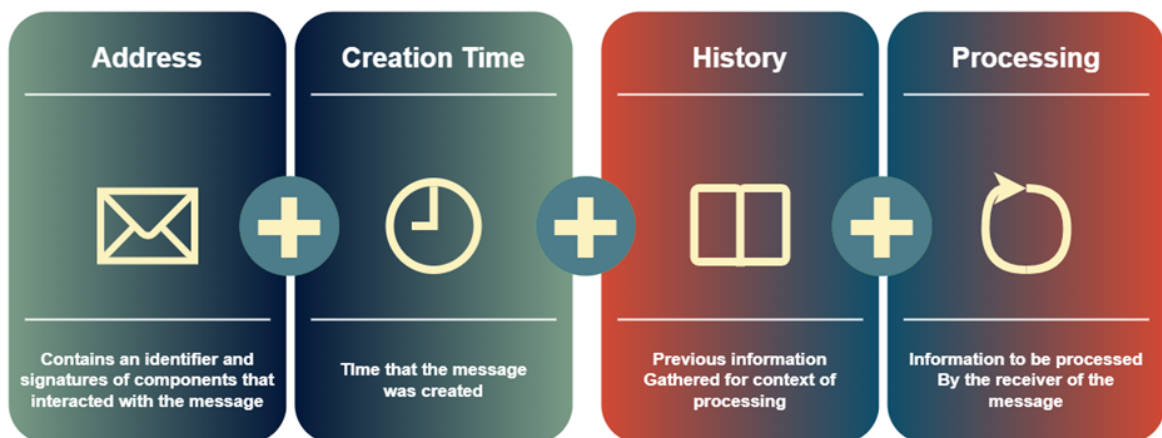 Address
Contains an identifier and
signatures of components that
interacted with the message
Creation Time
TIme that the message
was created
History
Previous information
Gathered for context of
processing
Processing
Information to be processed
By the receiver of the
message